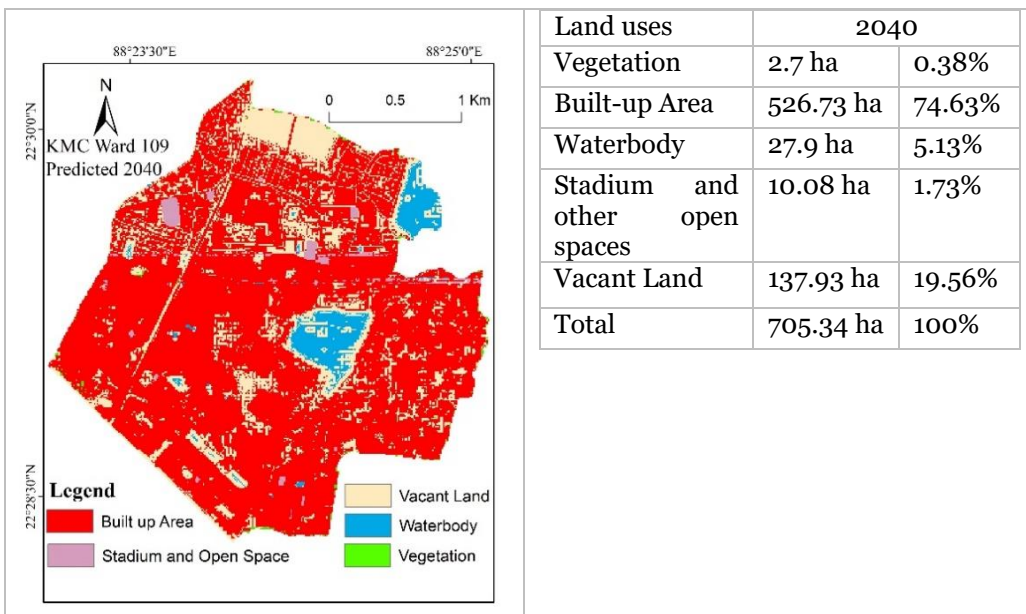 88°23'30"E
88°25'0"E
N
0 0.5 1 Km
22°30'0"N
KMC Ward 109
Predicted 2040
22°28'30"N
Legend
Built up Area
Stadium and Open Space
Vacant Land
Waterbody
Vegetation
Land uses 2040
Vegetation 2.7 ha 0.38%
Built-up Area 526.73 ha 74.63%
Waterbody 27.9 ha 5.13%
Stadium and 10.08 ha 1.73%
other open
spaces
Vacant Land 137.93 ha 19.56%
Total 705.34 ha 100%